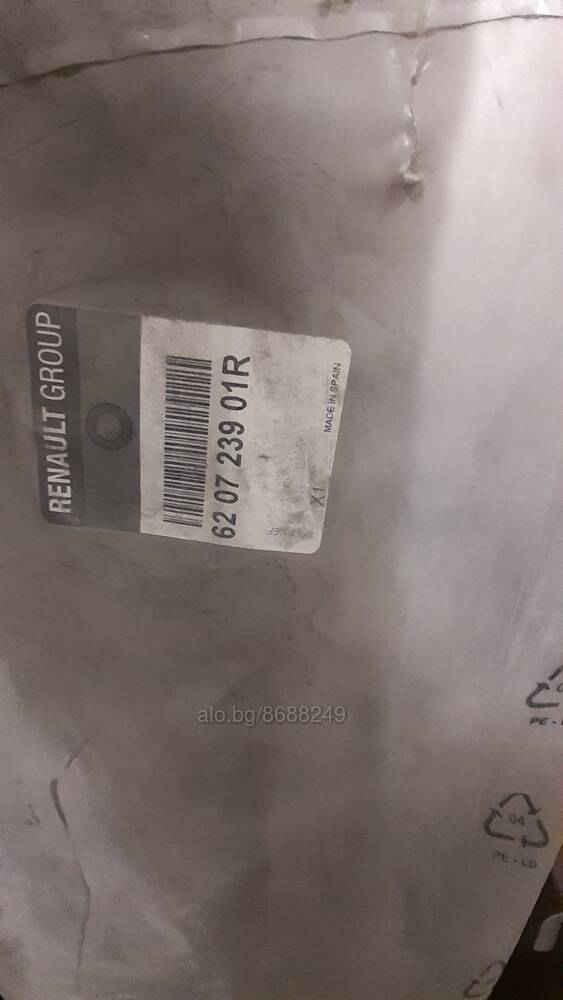 RENAULT GROUP
62 07 239 01R
X1
MADE IN SPAIN
alo.bg/8688249
PE-
04
PE-LD